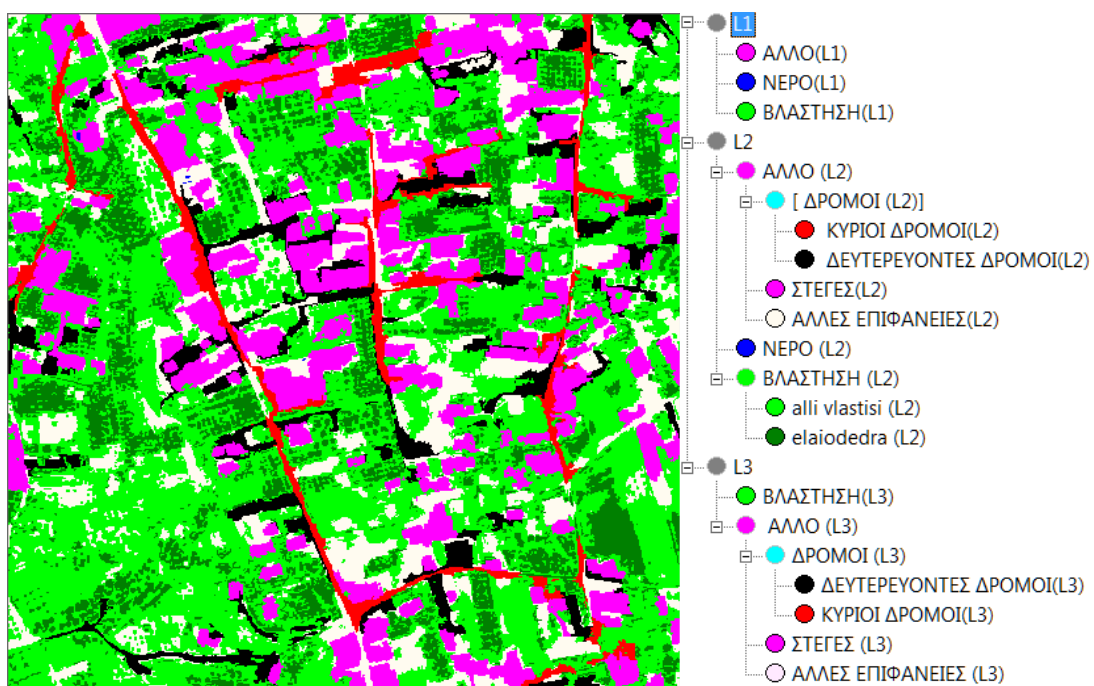 L1
ΑΛΛΟ(L1)
ΝΕΡΟ(L1)
ΒΛΑΣΤΗΣΗ(L1)
L2
ΑΛΛΟ (L2)
[ ΔΡΟΜΟΙ (L2)]
ΚΥΡΙΟΙ ΔΡΟΜΟΙ(L2)
ΔΕΥΤΕΡΕΥΟΝΤΕΣ ΔΡΟΜΟΙ(L2)
ΣΤΕΓΕΣ(L2)
ΑΛΛΕΣ ΕΠΙΦΑΝΕΙΕΣ(L2)
ΝΕΡΟ (L2)
ΒΛΑΣΤΗΣΗ (L2)
alli vlastisi (L2)
elaiodedra (L2)
L3
ΒΛΑΣΤΗΣΗ(L3)
ΑΛΛΟ (L3)
ΔΡΟΜΟΙ (L3)
ΔΕΥΤΕΡΕΥΟΝΤΕΣ ΔΡΟΜΟΙ(L3)
ΚΥΡΙΟΙ ΔΡΟΜΟΙ(L3)
ΣΤΕΓΕΣ (L3)
ΑΛΛΕΣ ΕΠΙΦΑΝΕΙΕΣ (L3)